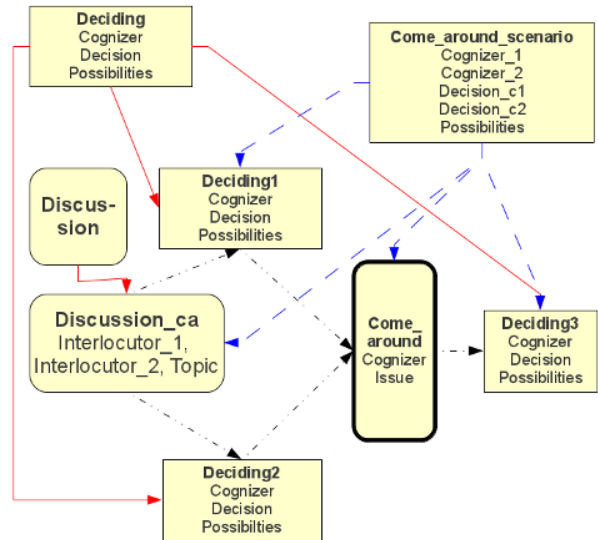 Deciding
Cognizer
Decision
Possibilities
Come_around_scenario
Cognizer_1
Cognizer_2
Decision_c1
Decision_c2
Possibilities
Deciding1
Cognizer
Decision
Possibilities
Discus-
sion
Discussion_ca
Interlocutor_1,
Interlocutor_2, Topic
Come_
around
Cognizer
Issue
Deciding3
Cognizer
Decision
Possibilities
Deciding2
Cognizer
Decision
Possibilties